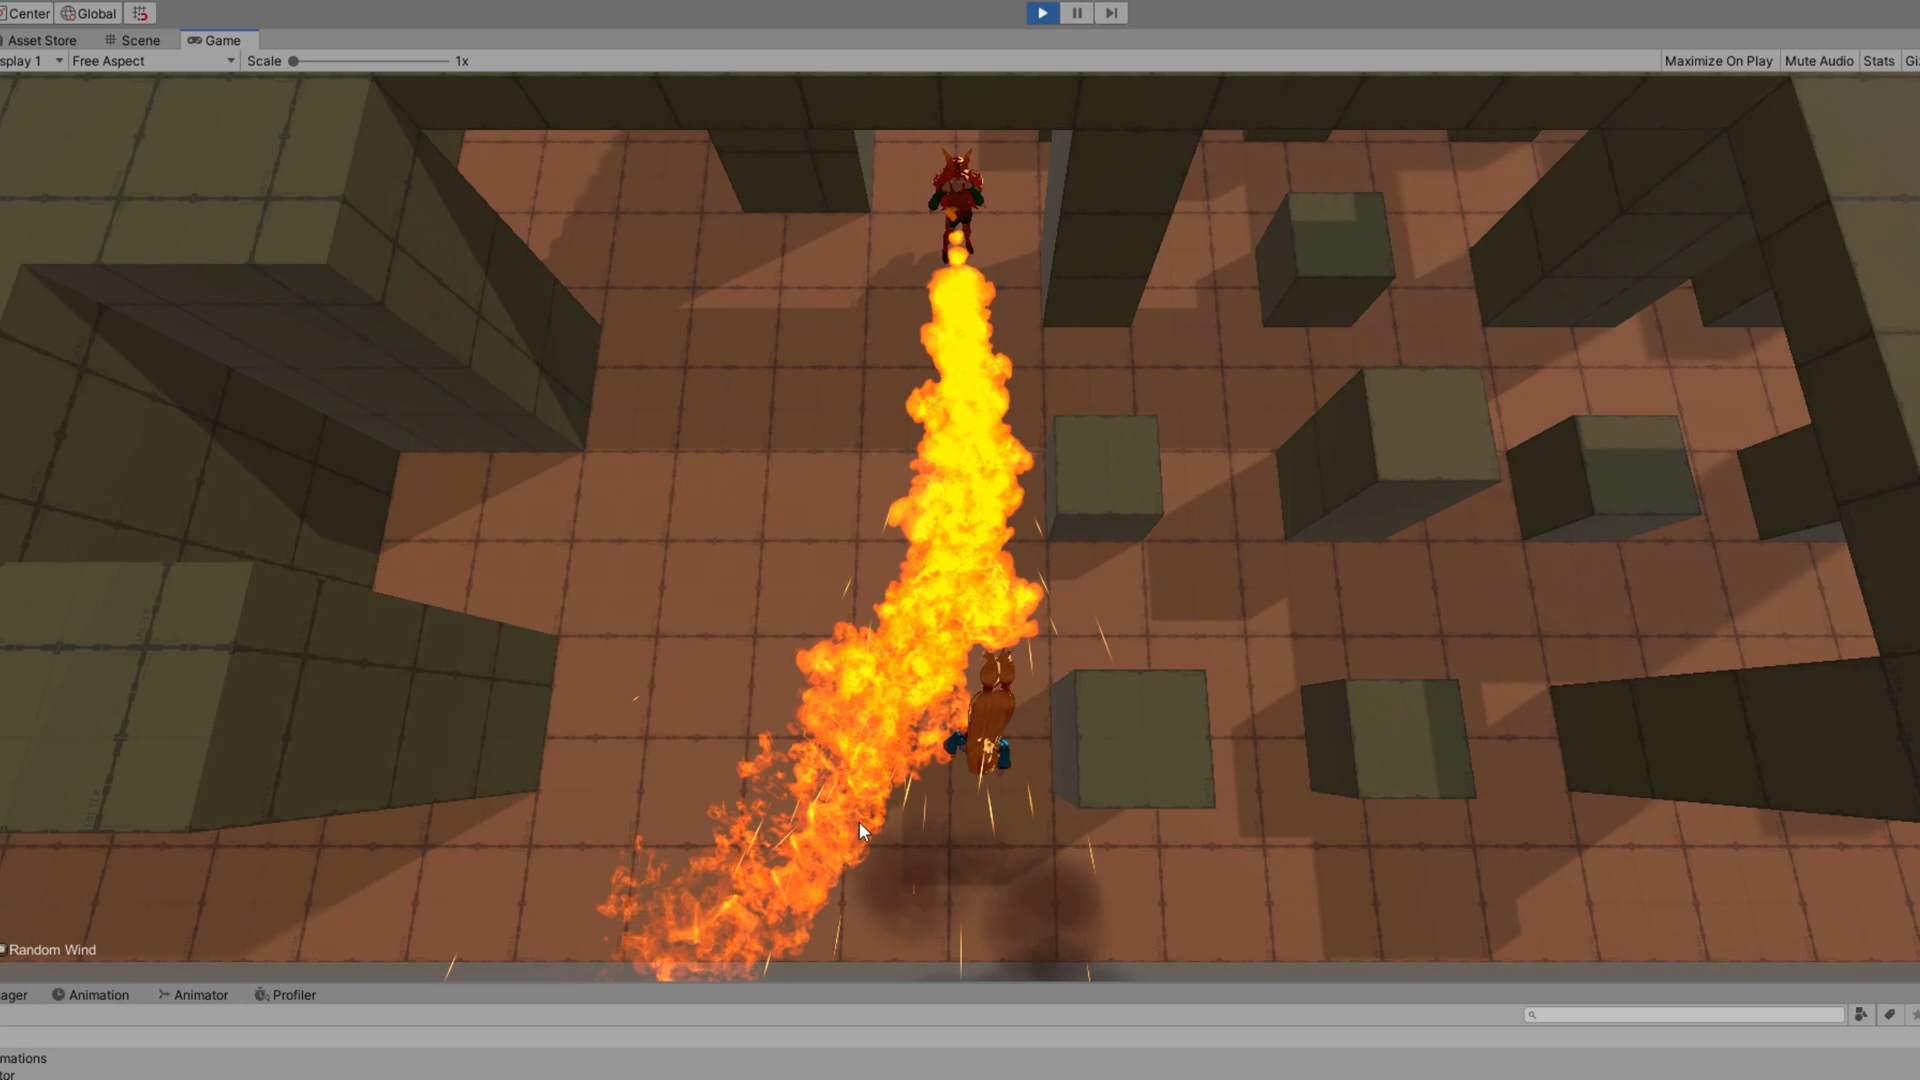 Center Global
Asset Store Scene Game
splay 1 Free Aspect Scale 1x Maximize On Play Mute Audio Stats Giz
Random Wind
ager Animation Animator Profiler
mations
tor